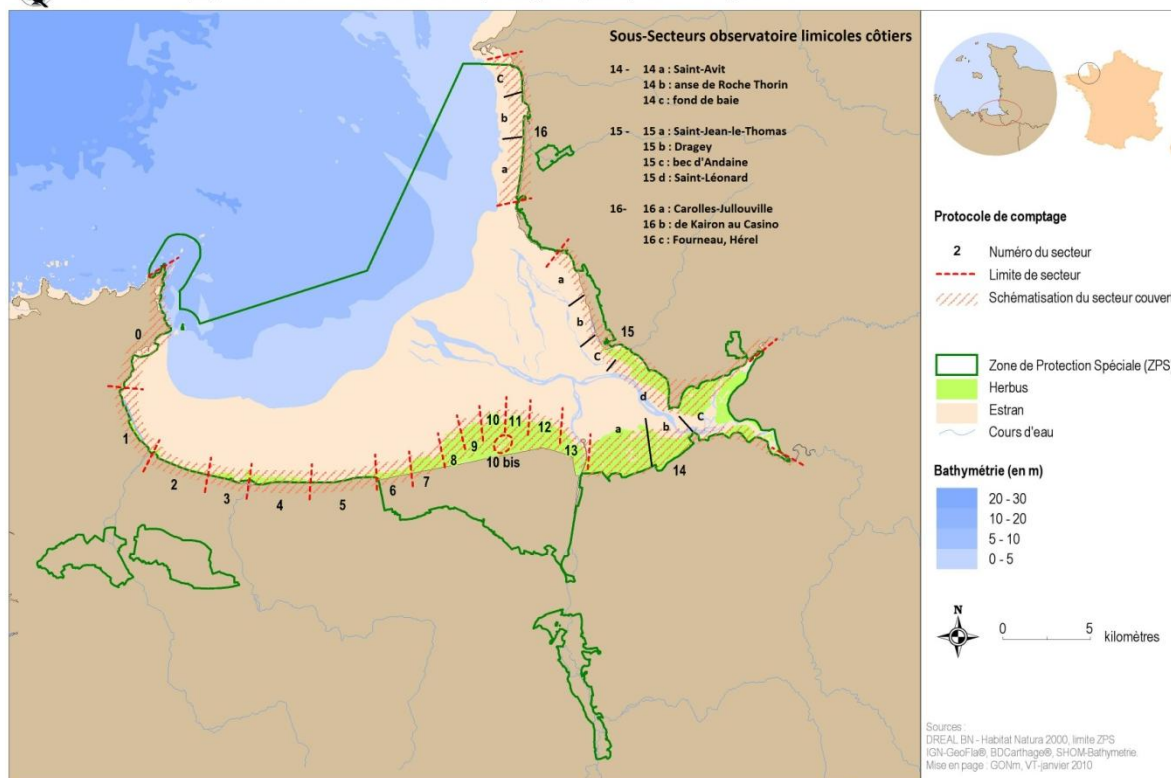 Sous-Secteurs observatoire limicoles côtiers
14 - 14 a : Saint-Avit
14 b : anse de Roche Thorin
14 c : fond de baie
15 - 15 a : Saint-Jean-le-Thomas
15 b : Dragey
15 c : bec d'Andaine
15 d : Saint-Léonard
16- 16 a : Carolles-Jullouville
16 b : de Kairon au Casino
16 c : Fourneau, Hérel
c
b
16
a
a
b
15
c
0
d
c
b
a
10
11
12
9
13
8
10 bis
14
1
7
2
3
4
5
6
Protocole de comptage
2 Numéro du secteur
Limite de secteur
Schématisation du secteur couvert
Zone de Protection Spéciale (ZPS
Herbus
Estran
Cours d'eau
Bathymétrie (en m)
20 - 30
10 - 20
5 - 10
0 - 5
N
0 5 kilomètres
Sources :
DREAL BN - Habitat Natura 2000, limite ZPS
IGN-GeoFla®, BDCarthage®, SHOM-Bathymetrie.
Mise en page : GONm, VT-janvier 2010